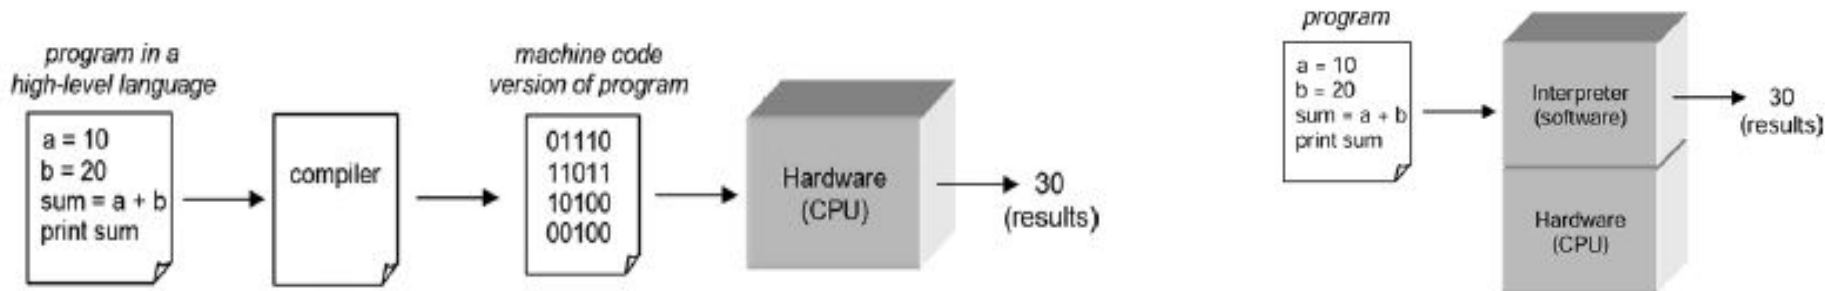 program in a
high-level language
a = 10
b = 20
sum = a + b
print sum
compiler
machine code
version of program
01110
11011
10100
00100
Hardware
(CPU)
30
(results)
program
a = 10
b = 20
sum = a + b
print sum
Interpreter
(software)
Hardware
(CPU)
30
(results)